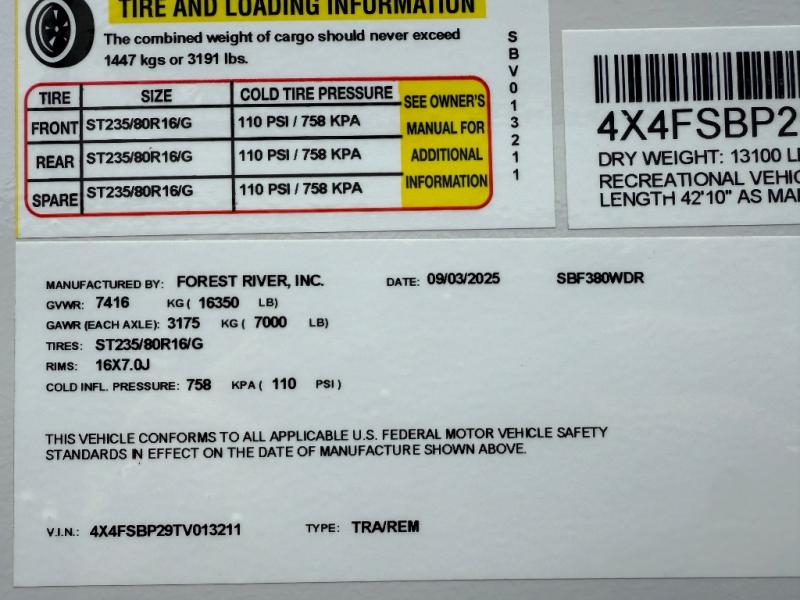 TIRE AND LOADING INFORMATION
The combined weight of cargo should never exceed
1447 kgs or 3191 lbs.
TIRE SIZE COLD TIRE PRESSURE
FRONT ST235/80R16/G 110 PSI / 758 KPA
REAR ST235/80R16/G 110 PSI / 758 KPA
SPARE ST235/80R16/G 110 PSI / 758 KPA
SEE OWNER'S
MANUAL FOR
ADDITIONAL
INFORMATION
SBV013211
4X4FSBP2
DRY WEIGHT: 13100 L
RECREATIONAL VEHIC
LENGTH 42'10" AS MA
MANUFACTURED BY: FOREST RIVER, INC. DATE: 09/03/2025 SBF380WDR
GVWR: 7416 KG ( 16350 LB)
GAWR (EACH AXLE): 3175 KG ( 7000 LB)
TIRES: ST235/80R16/G
RIMS: 16X7.0J
COLD INFL. PRESSURE: 758 KPA ( 110 PSI )
THIS VEHICLE CONFORMS TO ALL APPLICABLE U.S. FEDERAL MOTOR VEHICLE SAFETY
STANDARDS IN EFFECT ON THE DATE OF MANUFACTURE SHOWN ABOVE.
V.I.N.: 4X4FSBP29TV013211 TYPE: TRA/REM